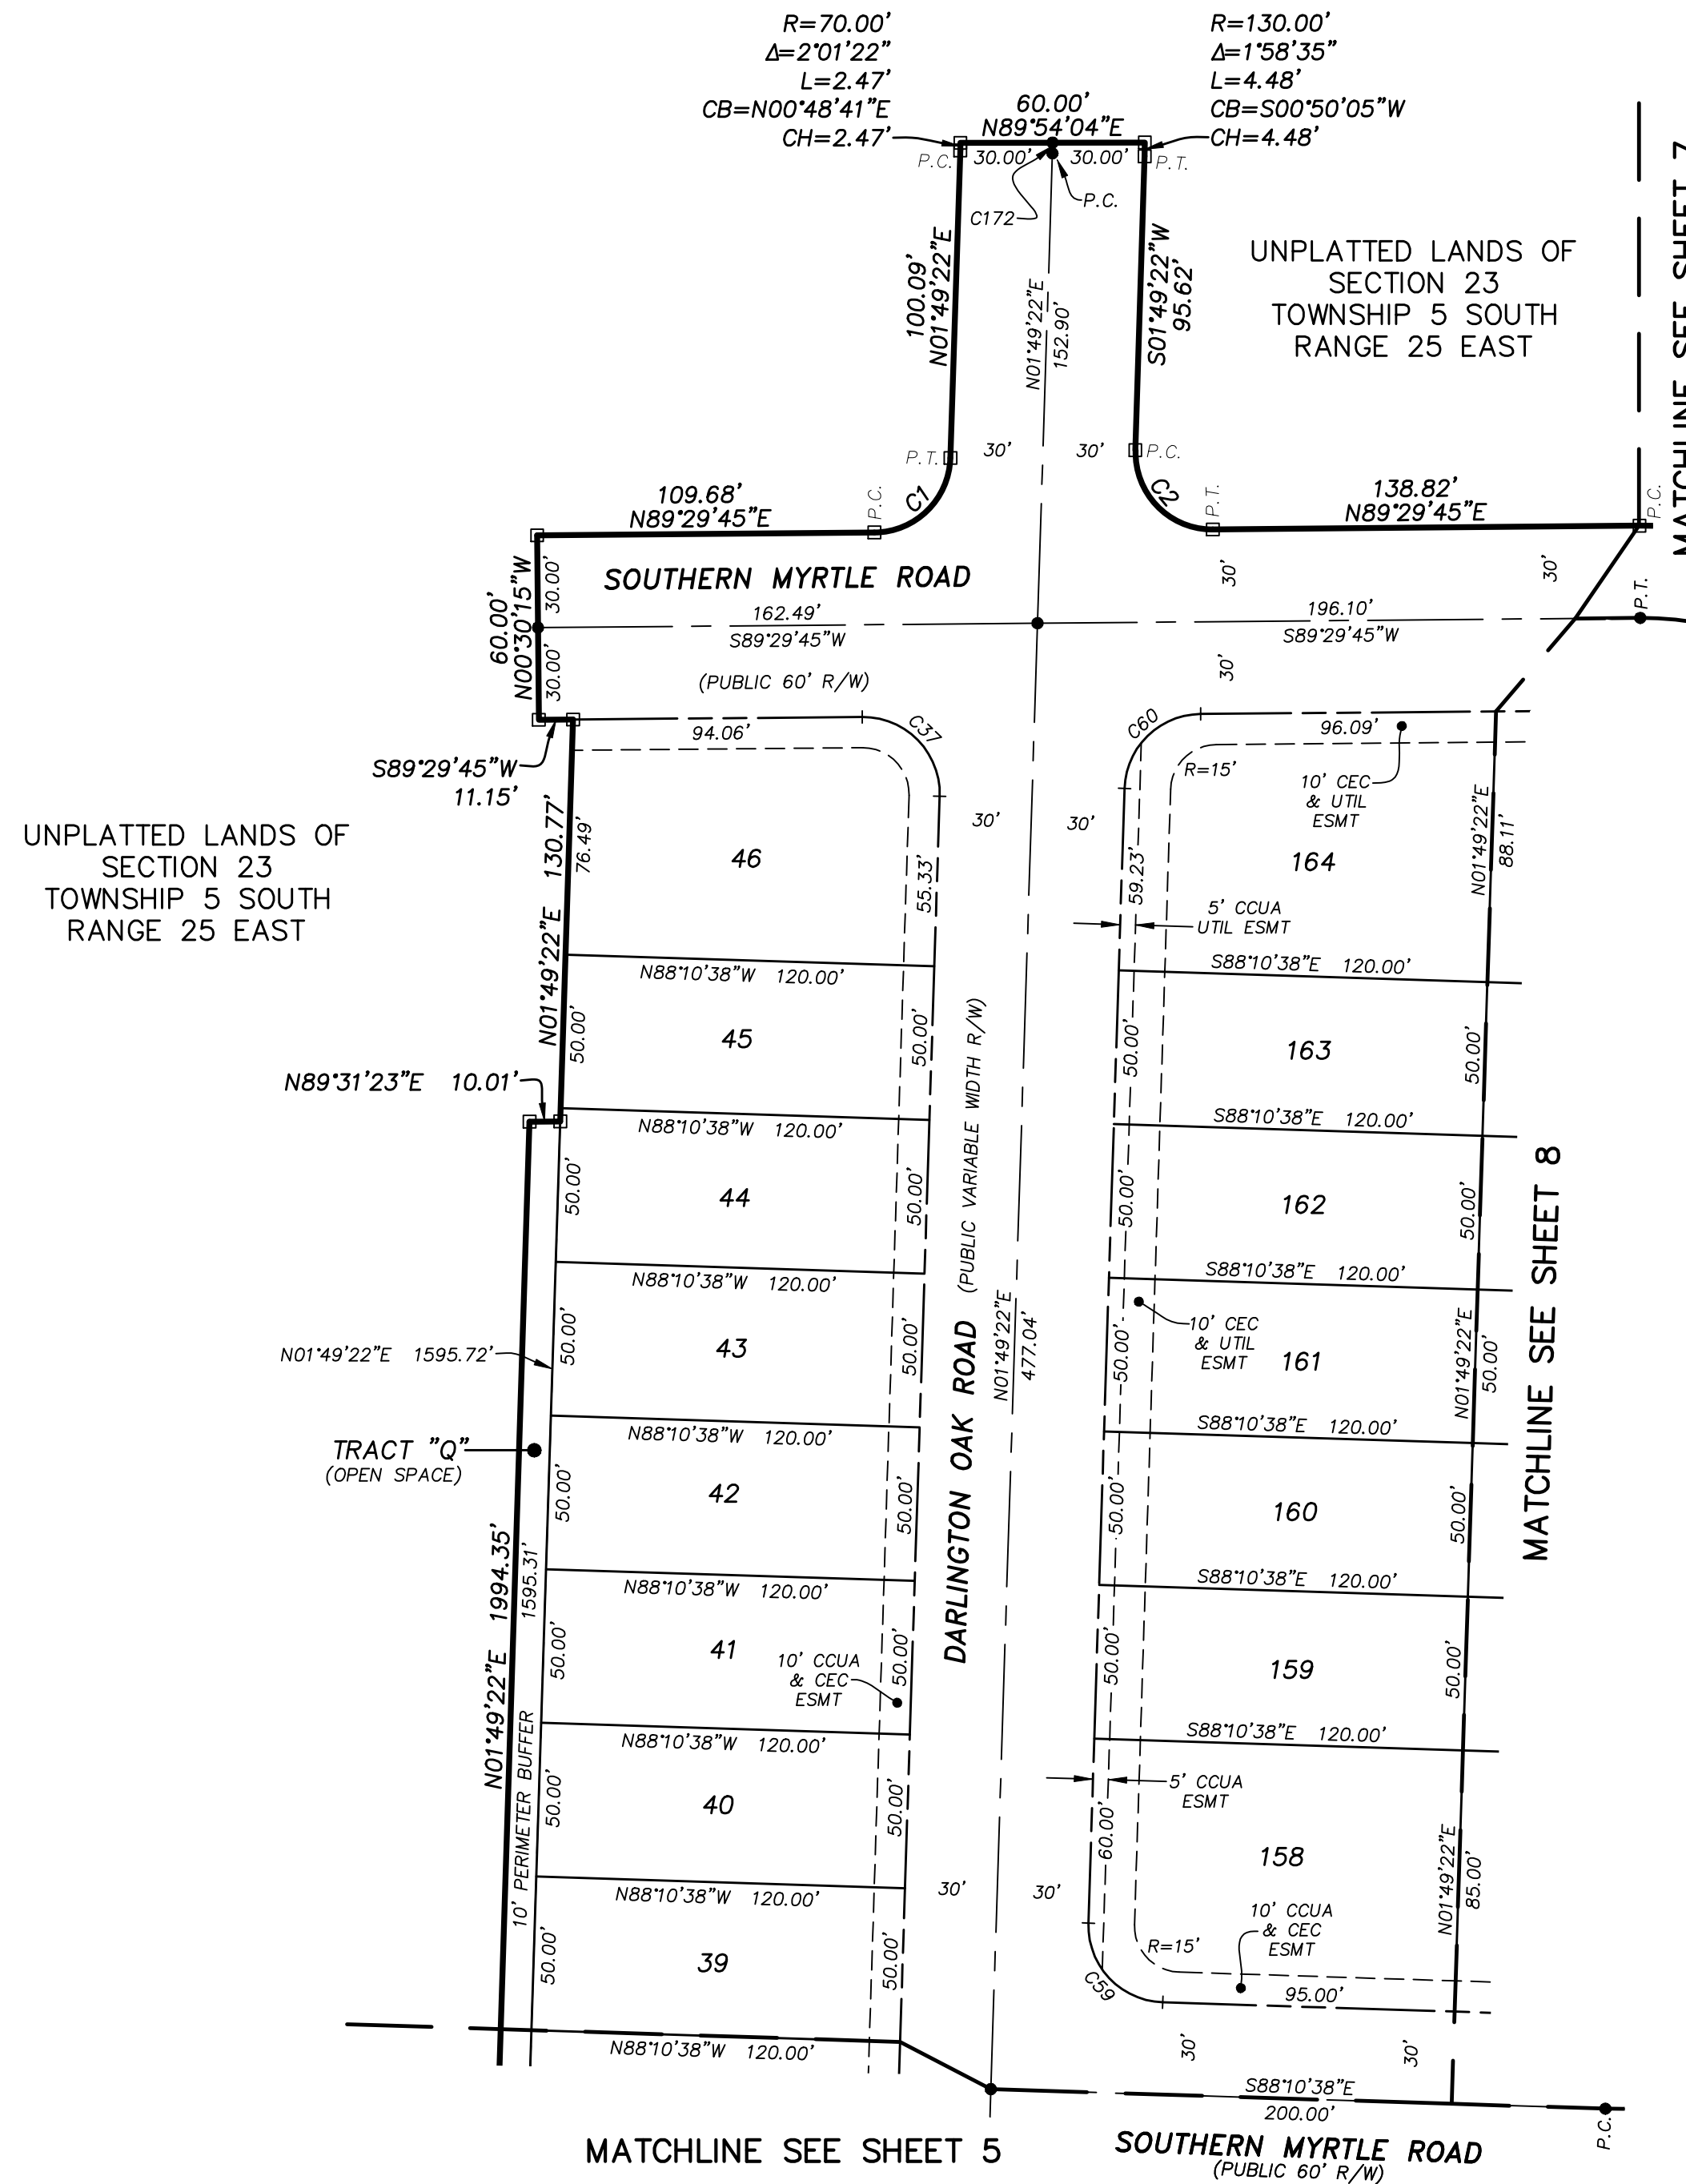 R=70.00'
Δ=2°01'22"
L=2.47'
CB=N00°48'41"E
CH=2.47'
60.00'
N89°54'04"E
R=130.00'
Δ=1°58'35"
L=4.48'
CB=S00°50'05"W
CH=4.48'
P.C.
30.00'
30.00'
P.T.
C172
P.C.
MATCHLINE SEE SHEET 7
100.09'
N01°49'22"E
N01°49'22"E
152.90'
S01°49'22"W
95.62'
UNPLATTED LANDS OF
SECTION 23
TOWNSHIP 5 SOUTH
RANGE 25 EAST
P.T.
30'
30'
P.C.
109.68'
N89°29'45"E
P.C.
C1
C2
P.T.
138.82'
N89°29'45"E
P.C.
60.00'
N00°30'15"W
30.00'
30.00'
SOUTHERN MYRTLE ROAD
30'
30'
P.T.
162.49'
S89°29'45"W
196.10'
S89°29'45"W
(PUBLIC 60' R/W)
30'
S89°29'45"W
11.15'
94.06'
C37
C60
96.09'
R=15'
10' CEC
& UTIL
ESMT
30'
30'
UNPLATTED LANDS OF
SECTION 23
TOWNSHIP 5 SOUTH
RANGE 25 EAST
N01°49'22"E 130.77'
76.49'
46
55.33'
59.23'
164
N01°49'22"E
88.11'
5' CCUA
UTIL ESMT
N88°10'38"W 120.00'
S88°10'38"E 120.00'
50.00'
45
50.00'
50.00'
163
50.00'
N89°31'23"E 10.01'
N88°10'38"W 120.00'
S88°10'38"E 120.00'
50.00'
44
50.00'
50.00'
162
50.00'
N88°10'38"W 120.00'
S88°10'38"E 120.00'
DARLINGTON OAK ROAD (PUBLIC VARIABLE WIDTH R/W)
N01°49'22"E
477.04'
10' CEC
& UTIL
ESMT
N01°49'22"E 1595.72'
50.00'
43
50.00'
50.00'
161
N01°49'22"E
50.00'
MATCHLINE SEE SHEET 8
N88°10'38"W 120.00'
S88°10'38"E 120.00'
TRACT "Q"
(OPEN SPACE)
50.00'
42
50.00'
50.00'
160
50.00'
N01°49'22"E 1994.35'
1595.31'
N88°10'38"W 120.00'
S88°10'38"E 120.00'
50.00'
41
50.00'
10' CCUA
& CEC
ESMT
50.00'
159
50.00'
10' PERIMETER BUFFER
N88°10'38"W 120.00'
S88°10'38"E 120.00'
50.00'
40
50.00'
5' CCUA
ESMT
60.00'
158
N01°49'22"E
85.00'
N88°10'38"W 120.00'
30'
30'
50.00'
39
50.00'
R=15'
10' CCUA
& CEC
ESMT
C59
95.00'
N88°10'38"W 120.00'
30'
30'
S88°10'38"E
200.00'
P.C.
MATCHLINE SEE SHEET 5
SOUTHERN MYRTLE ROAD
(PUBLIC 60' R/W)